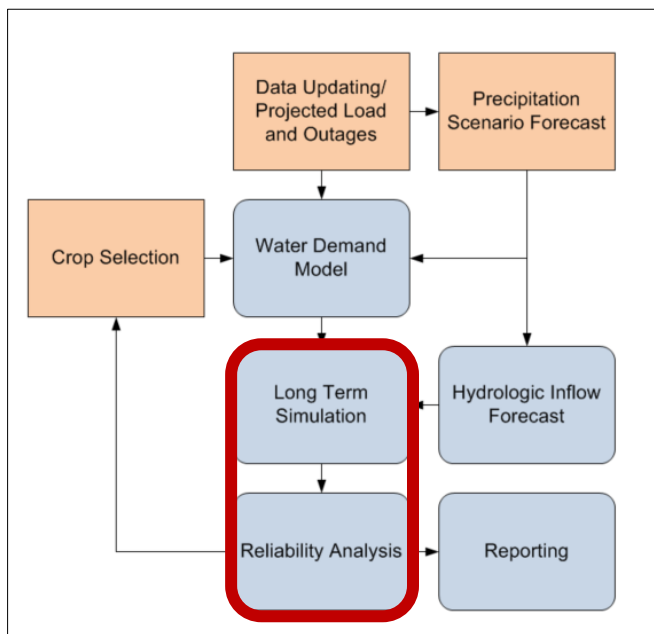 Data Updating/
Projected Load
and Outages
Precipitation
Scenario Forecast
Crop Selection
Water Demand
Model
Long Term
Simulation
Hydrologic Inflow
Forecast
Reliability Analysis
Reporting